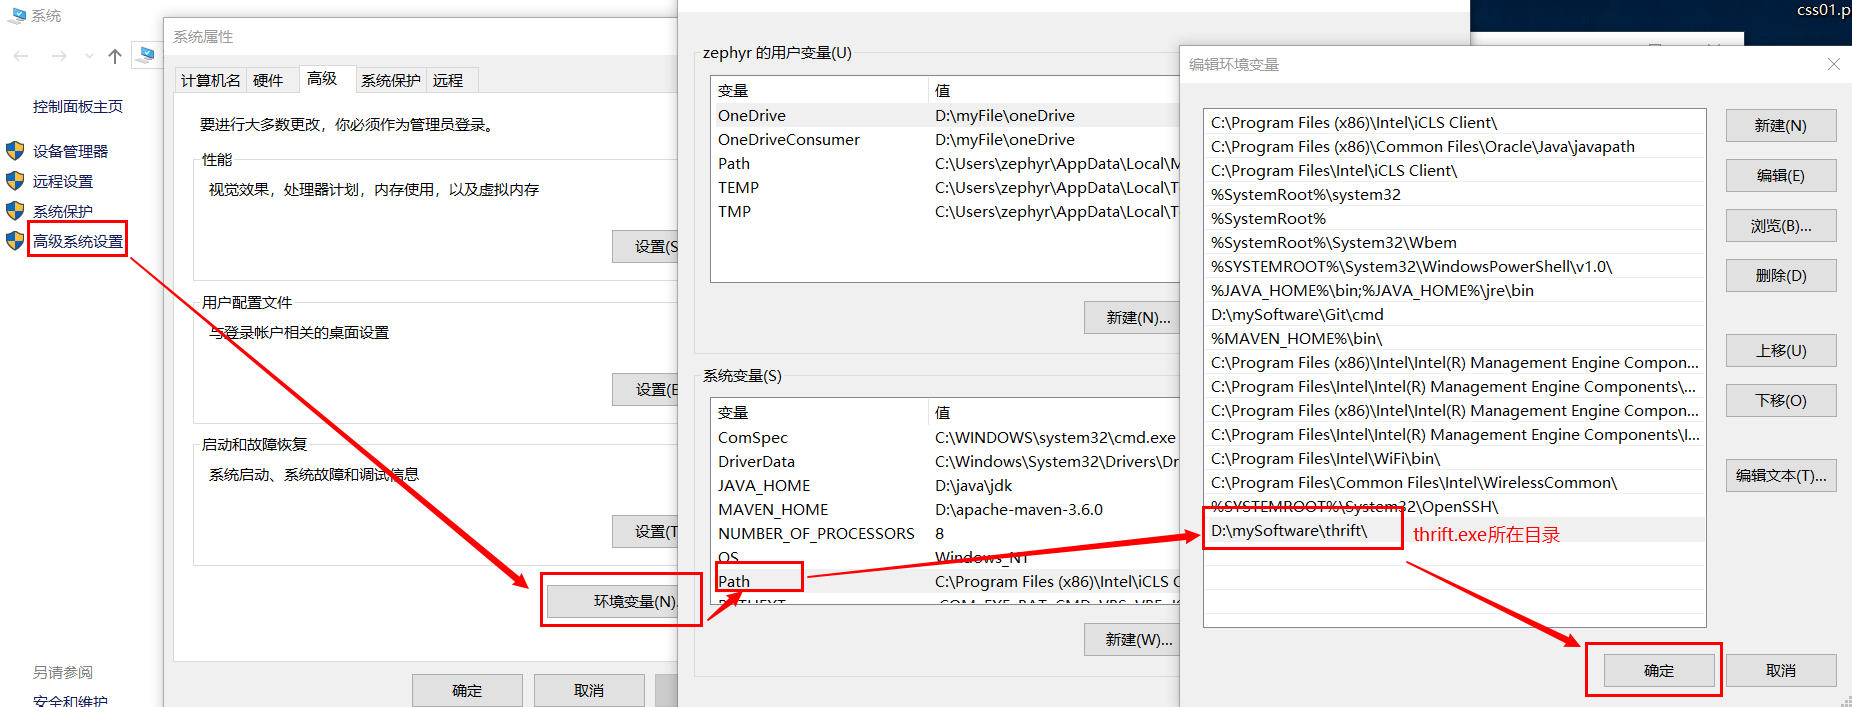 系统
控制面板主页
设备管理器
远程设置
系统保护
高级系统设置
另请参阅
安全和维护
系统属性
计算机名 硬件 高级 系统保护 远程
要进行大多数更改，你必须作为管理员登录。
性能
视觉效果，处理器计划，内存使用，以及虚拟内存
设置(S
用户配置文件
与登录帐户相关的桌面设置
设置(E
启动和故障恢复
系统启动、系统故障和调试信息
设置(T
环境变量(N)
确定 取消
zephyr 的用户变量(U)
变量 值
OneDrive D:\myFile\oneDrive
OneDriveConsumer D:\myFile\oneDrive
Path C:\Users\zephyr\AppData\Local\M
TEMP C:\Users\zephyr\AppData\Local\T
TMP C:\Users\zephyr\AppData\Local\T
新建(N)...
系统变量(S)
变量 值
ComSpec C:\WINDOWS\system32\cmd.exe
DriverData C:\Windows\System32\Drivers\Dr
JAVA_HOME D:\java\jdk
MAVEN_HOME D:\apache-maven-3.6.0
NUMBER_OF_PROCESSORS 8
OS Windows_NT
Path C:\Program Files (x86)\Intel\iCLS C
新建(W)...
css01.p
编辑环境变量
C:\Program Files (x86)\Intel\iCLS Client\
C:\Program Files (x86)\Common Files\Oracle\Java\javapath
C:\Program Files\Intel\iCLS Client\
%SystemRoot%\system32
%SystemRoot%
%SystemRoot%\System32\Wbem
%SYSTEMROOT%\System32\WindowsPowerShell\v1.0\
%JAVA_HOME%\bin;%JAVA_HOME%\jre\bin
D:\mySoftware\Git\cmd
%MAVEN_HOME%\bin\
C:\Program Files (x86)\Intel\Intel(R) Management Engine Compon...
C:\Program Files\Intel\Intel(R) Management Engine Components\...
C:\Program Files (x86)\Intel\Intel(R) Management Engine Compon...
C:\Program Files\Intel\Intel(R) Management Engine Components\I...
C:\Program Files\Intel\WiFi\bin\
C:\Program Files\Common Files\Intel\WirelessCommon\
%SYSTEMROOT%\System32\OpenSSH\
D:\mySoftware\thrift\
thrift.exe所在目录
新建(N)
编辑(E)
浏览(B)...
删除(D)
上移(U)
下移(O)
编辑文本(T)...
确定 取消